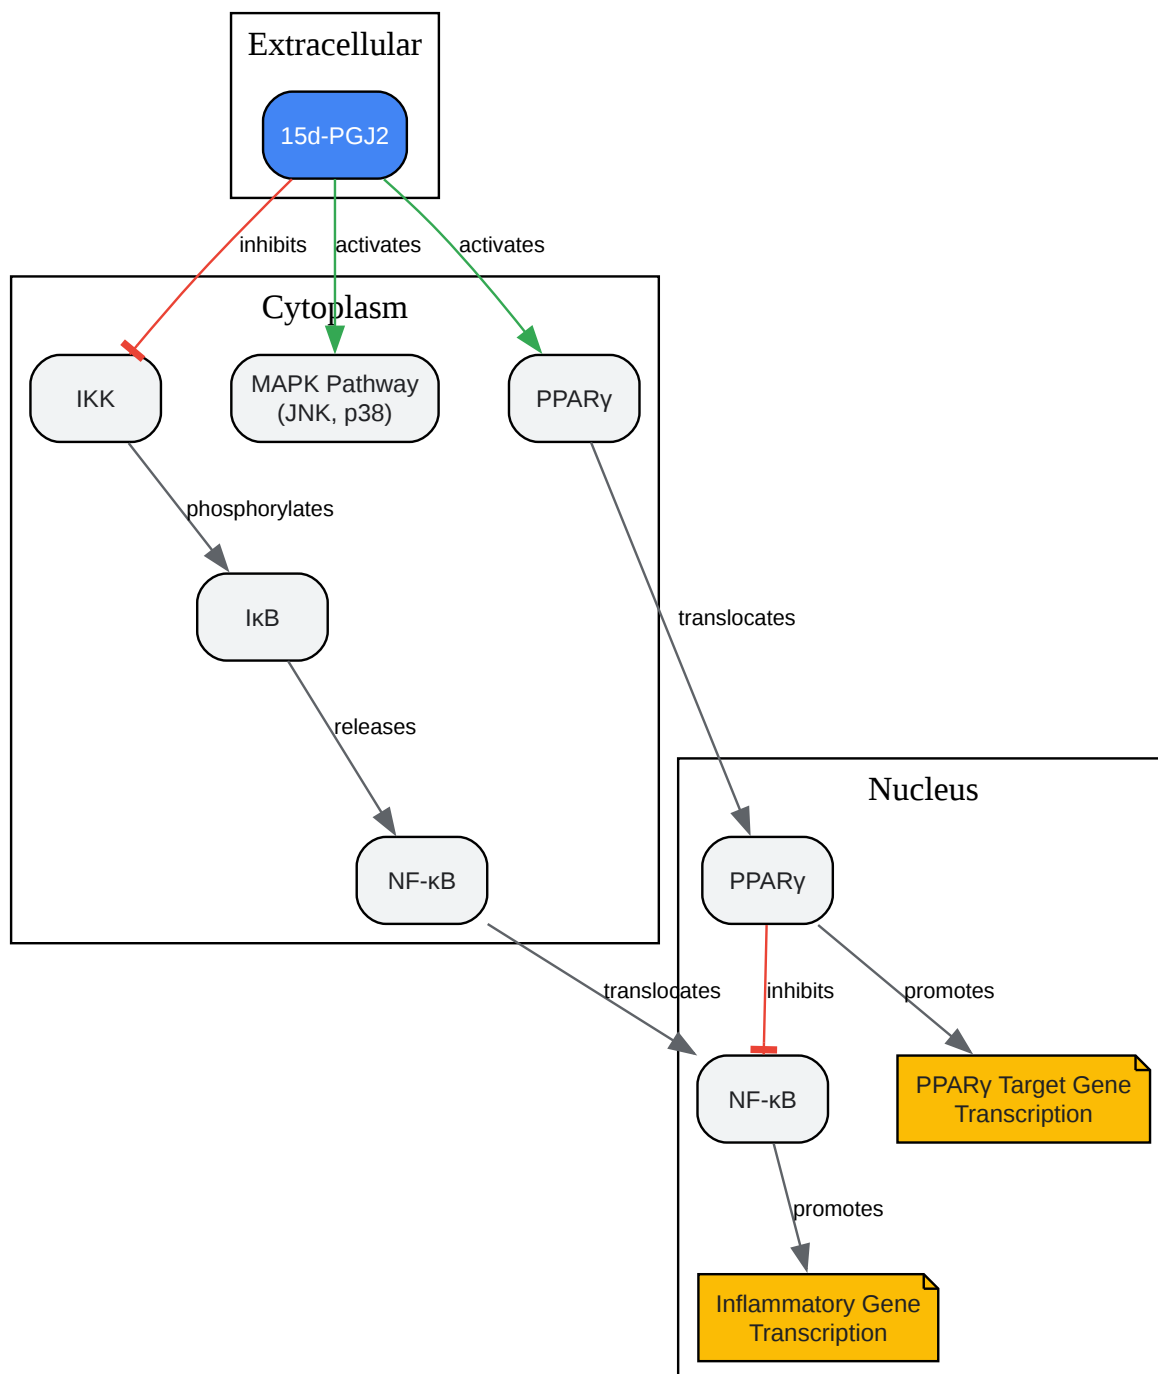 Extracellular
15d-PGJ2
inhibits
activates
activates
Cytoplasm
IKK
MAPK Pathway
(JNK, p38)
PPARγ
phosphorylates
IκB
translocates
releases
Nucleus
NF-κB
PPARγ
translocates
inhibits
promotes
NF-κB
PPARγ Target Gene
Transcription
promotes
Inflammatory Gene
Transcription